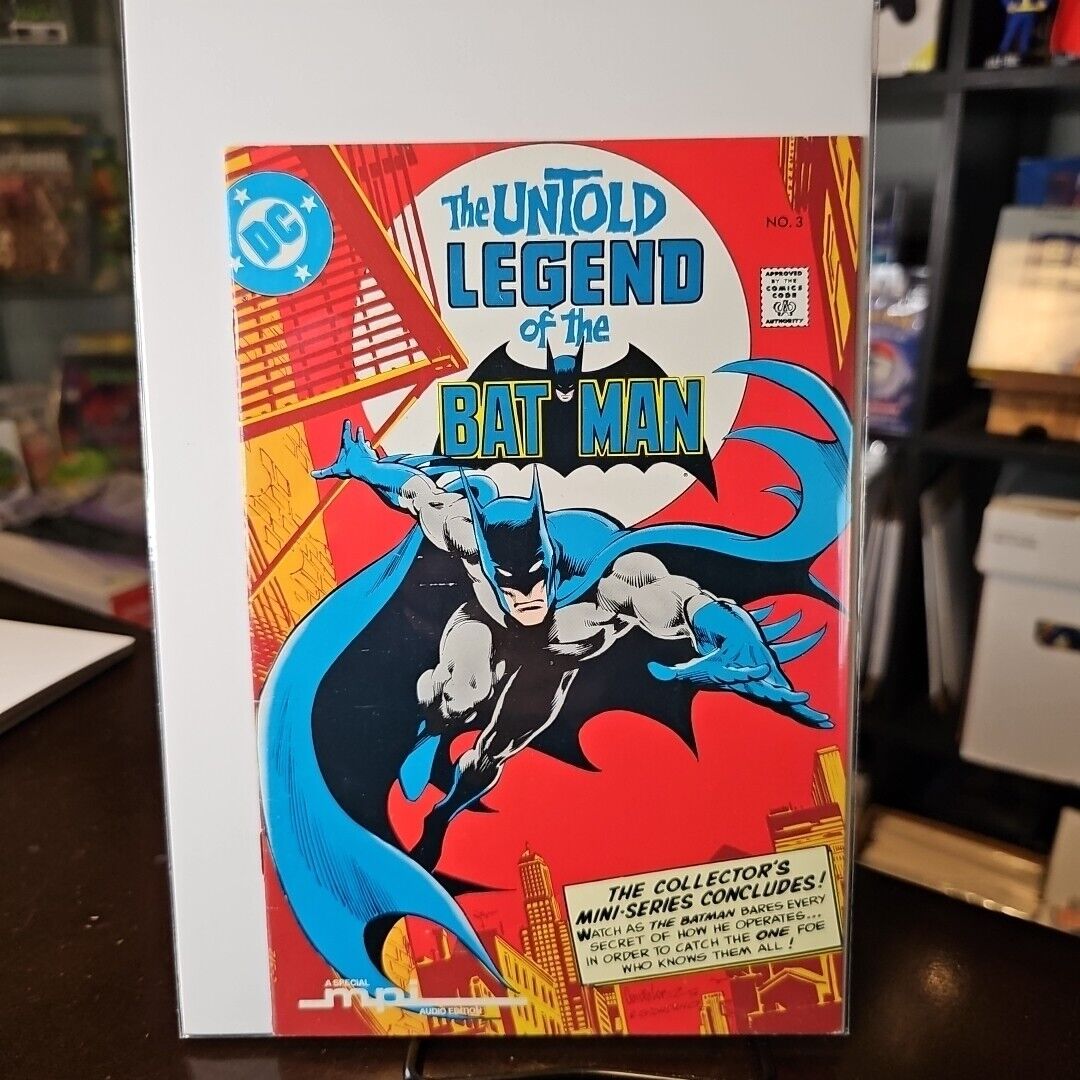 DC
The UNTOLD
LEGEND
of the
BATMAN
NO. 3
APPROVED
BY THE
COMICS
CODE
AUTHORITY
THE COLLECTOR'S
MINI-SERIES CONCLUDES!
WATCH AS THE BATMAN BARES EVERY
SECRET OF HOW HE OPERATES...
IN ORDER TO CATCH THE ONE FOE
WHO KNOWS THEM ALL!
A SPECIAL
mpi
AUDIO EDITION